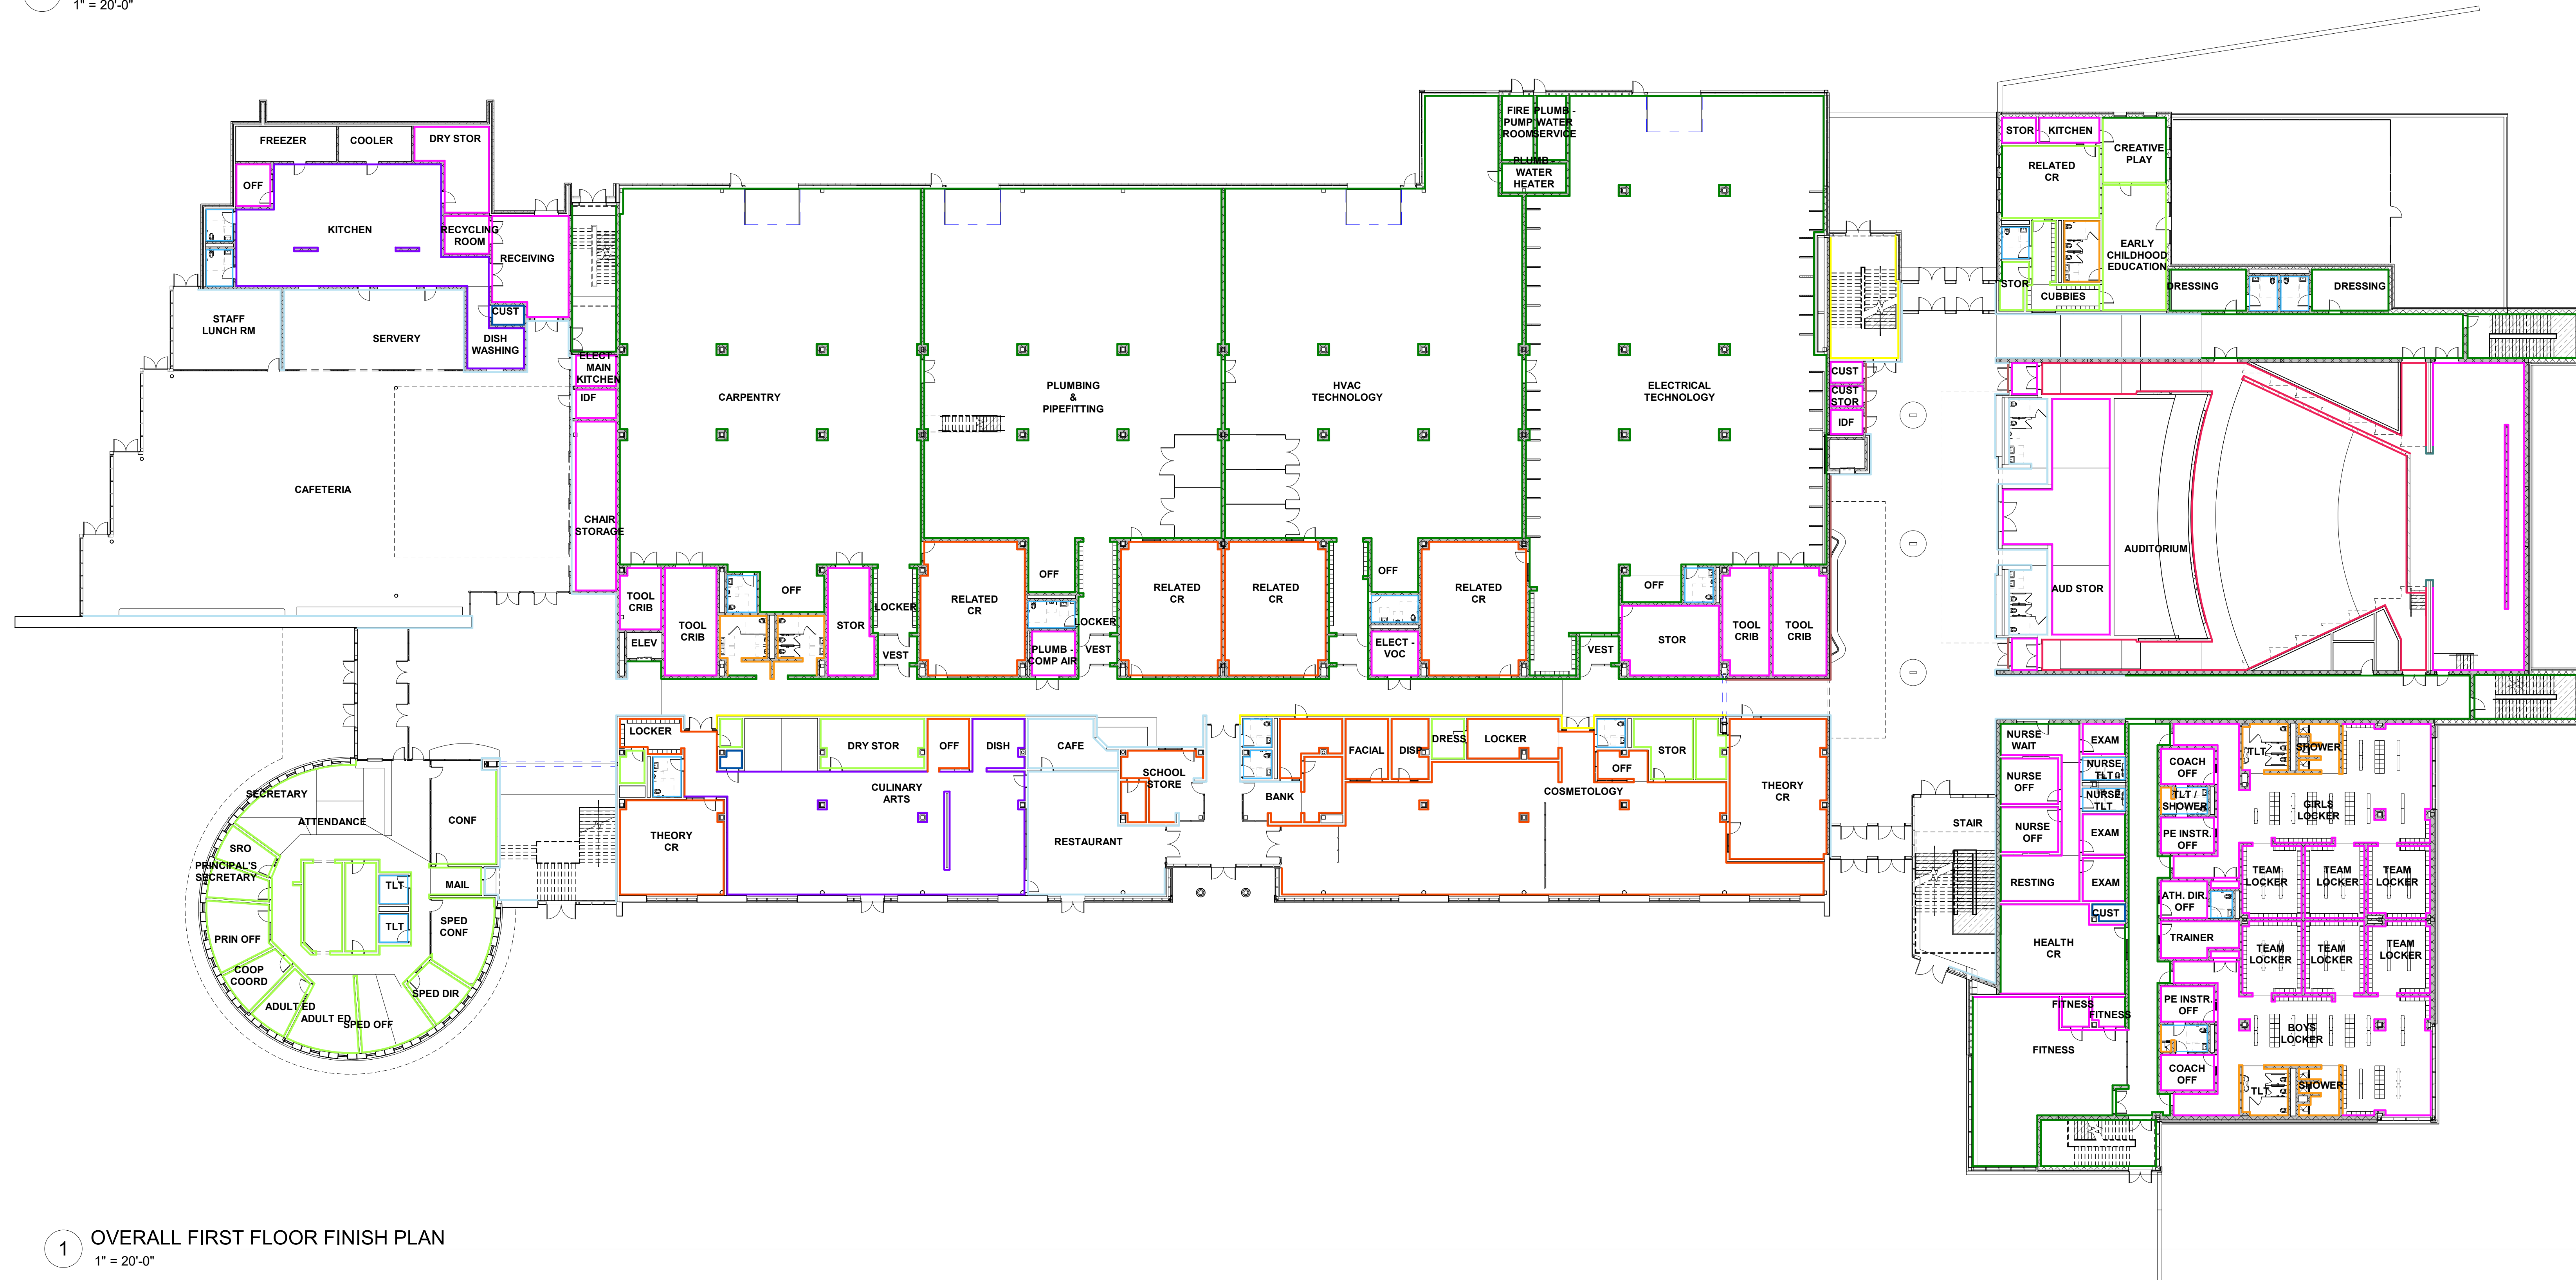 1" = 20'-0"
FREEZER
COOLER
DRY STOR
OFF
KITCHEN
RECYCLING
ROOM
RECEIVING
CUST
STAFF
LUNCH RM
SERVERY
DISH
WASHING
ELECT -
MAIN
KITCHEN
IDF
CHAIR
STORAGE
CAFETERIA
CARPENTRY
PLUMBING
&
PIPEFITTING
HVAC
TECHNOLOGY
ELECTRICAL
TECHNOLOGY
FIRE
PUMP
ROOM
PLUMB -
WATER
SERVICE
PLUMB -
WATER
HEATER
CUST
CUST
STOR
IDF
TOOL
CRIB
ELEV
TOOL
CRIB
OFF
STOR
LOCKER
VEST
RELATED
CR
OFF
LOCKER
PLUMB -
COMP AIR
VEST
RELATED
CR
RELATED
CR
OFF
ELECT -
VOC
RELATED
CR
VEST
OFF
STOR
TOOL
CRIB
TOOL
CRIB
STOR
KITCHEN
CREATIVE
PLAY
RELATED
CR
EARLY
CHILDHOOD
EDUCATION
STOR
CUBBIES
DRESSING
DRESSING
AUDITORIUM
AUD STOR
LOCKER
THEORY
CR
DRY STOR
OFF
DISH
CULINARY
ARTS
CAFE
SCHOOL
STORE
RESTAURANT
BANK
FACIAL
DISP
DRESS
LOCKER
OFF
STOR
COSMETOLOGY
THEORY
CR
SECRETARY
ATTENDANCE
CONF
SRO
PRINCIPAL'S
SECRETARY
TLT
MAIL
TLT
SPED
CONF
PRIN OFF
COOP
COORD
ADULT ED
ADULT ED
SPED OFF
SPED DIR
STAIR
NURSE
WAIT
EXAM
NURSE
OFF
NURSE
TLT
NURSE
TLT
NURSE
OFF
EXAM
RESTING
EXAM
CUST
HEALTH
CR
FITNESS
FITNESS
FITNESS
COACH
OFF
TLT
SHOWER
TLT /
SHOWER
GIRLS
LOCKER
PE INSTR.
OFF
TEAM
LOCKER
TEAM
LOCKER
TEAM
LOCKER
ATH. DIR.
OFF
TRAINER
TEAM
LOCKER
TEAM
LOCKER
TEAM
LOCKER
PE INSTR.
OFF
BOYS
LOCKER
COACH
OFF
TLT
SHOWER
1
OVERALL FIRST FLOOR FINISH PLAN
1" = 20'-0"